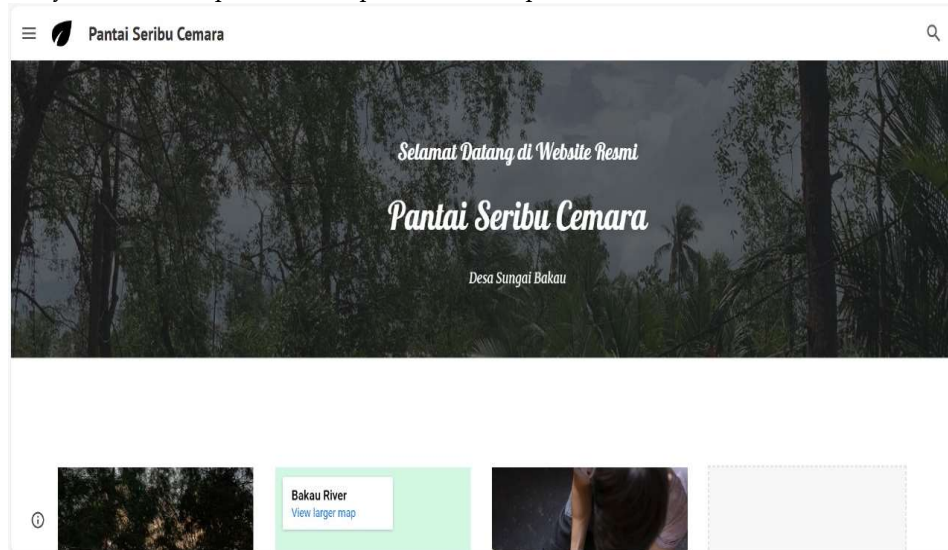 Pantai Seribu Cemara
Selamat Datang di Website Resmi
Pantai Seribu Cemara
Desa Sungai Bakau
Bakau River
View larger map